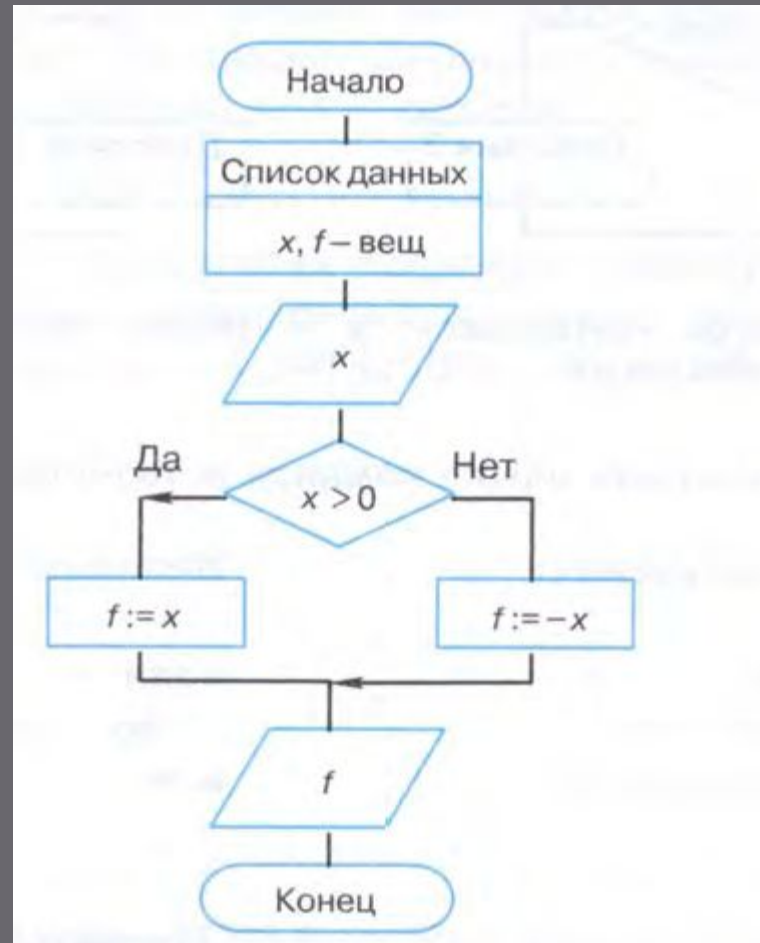 Начало
Список данных
x, f – вещ
x
Да
Нет
x > 0
f := x
f := – x
f
Конец